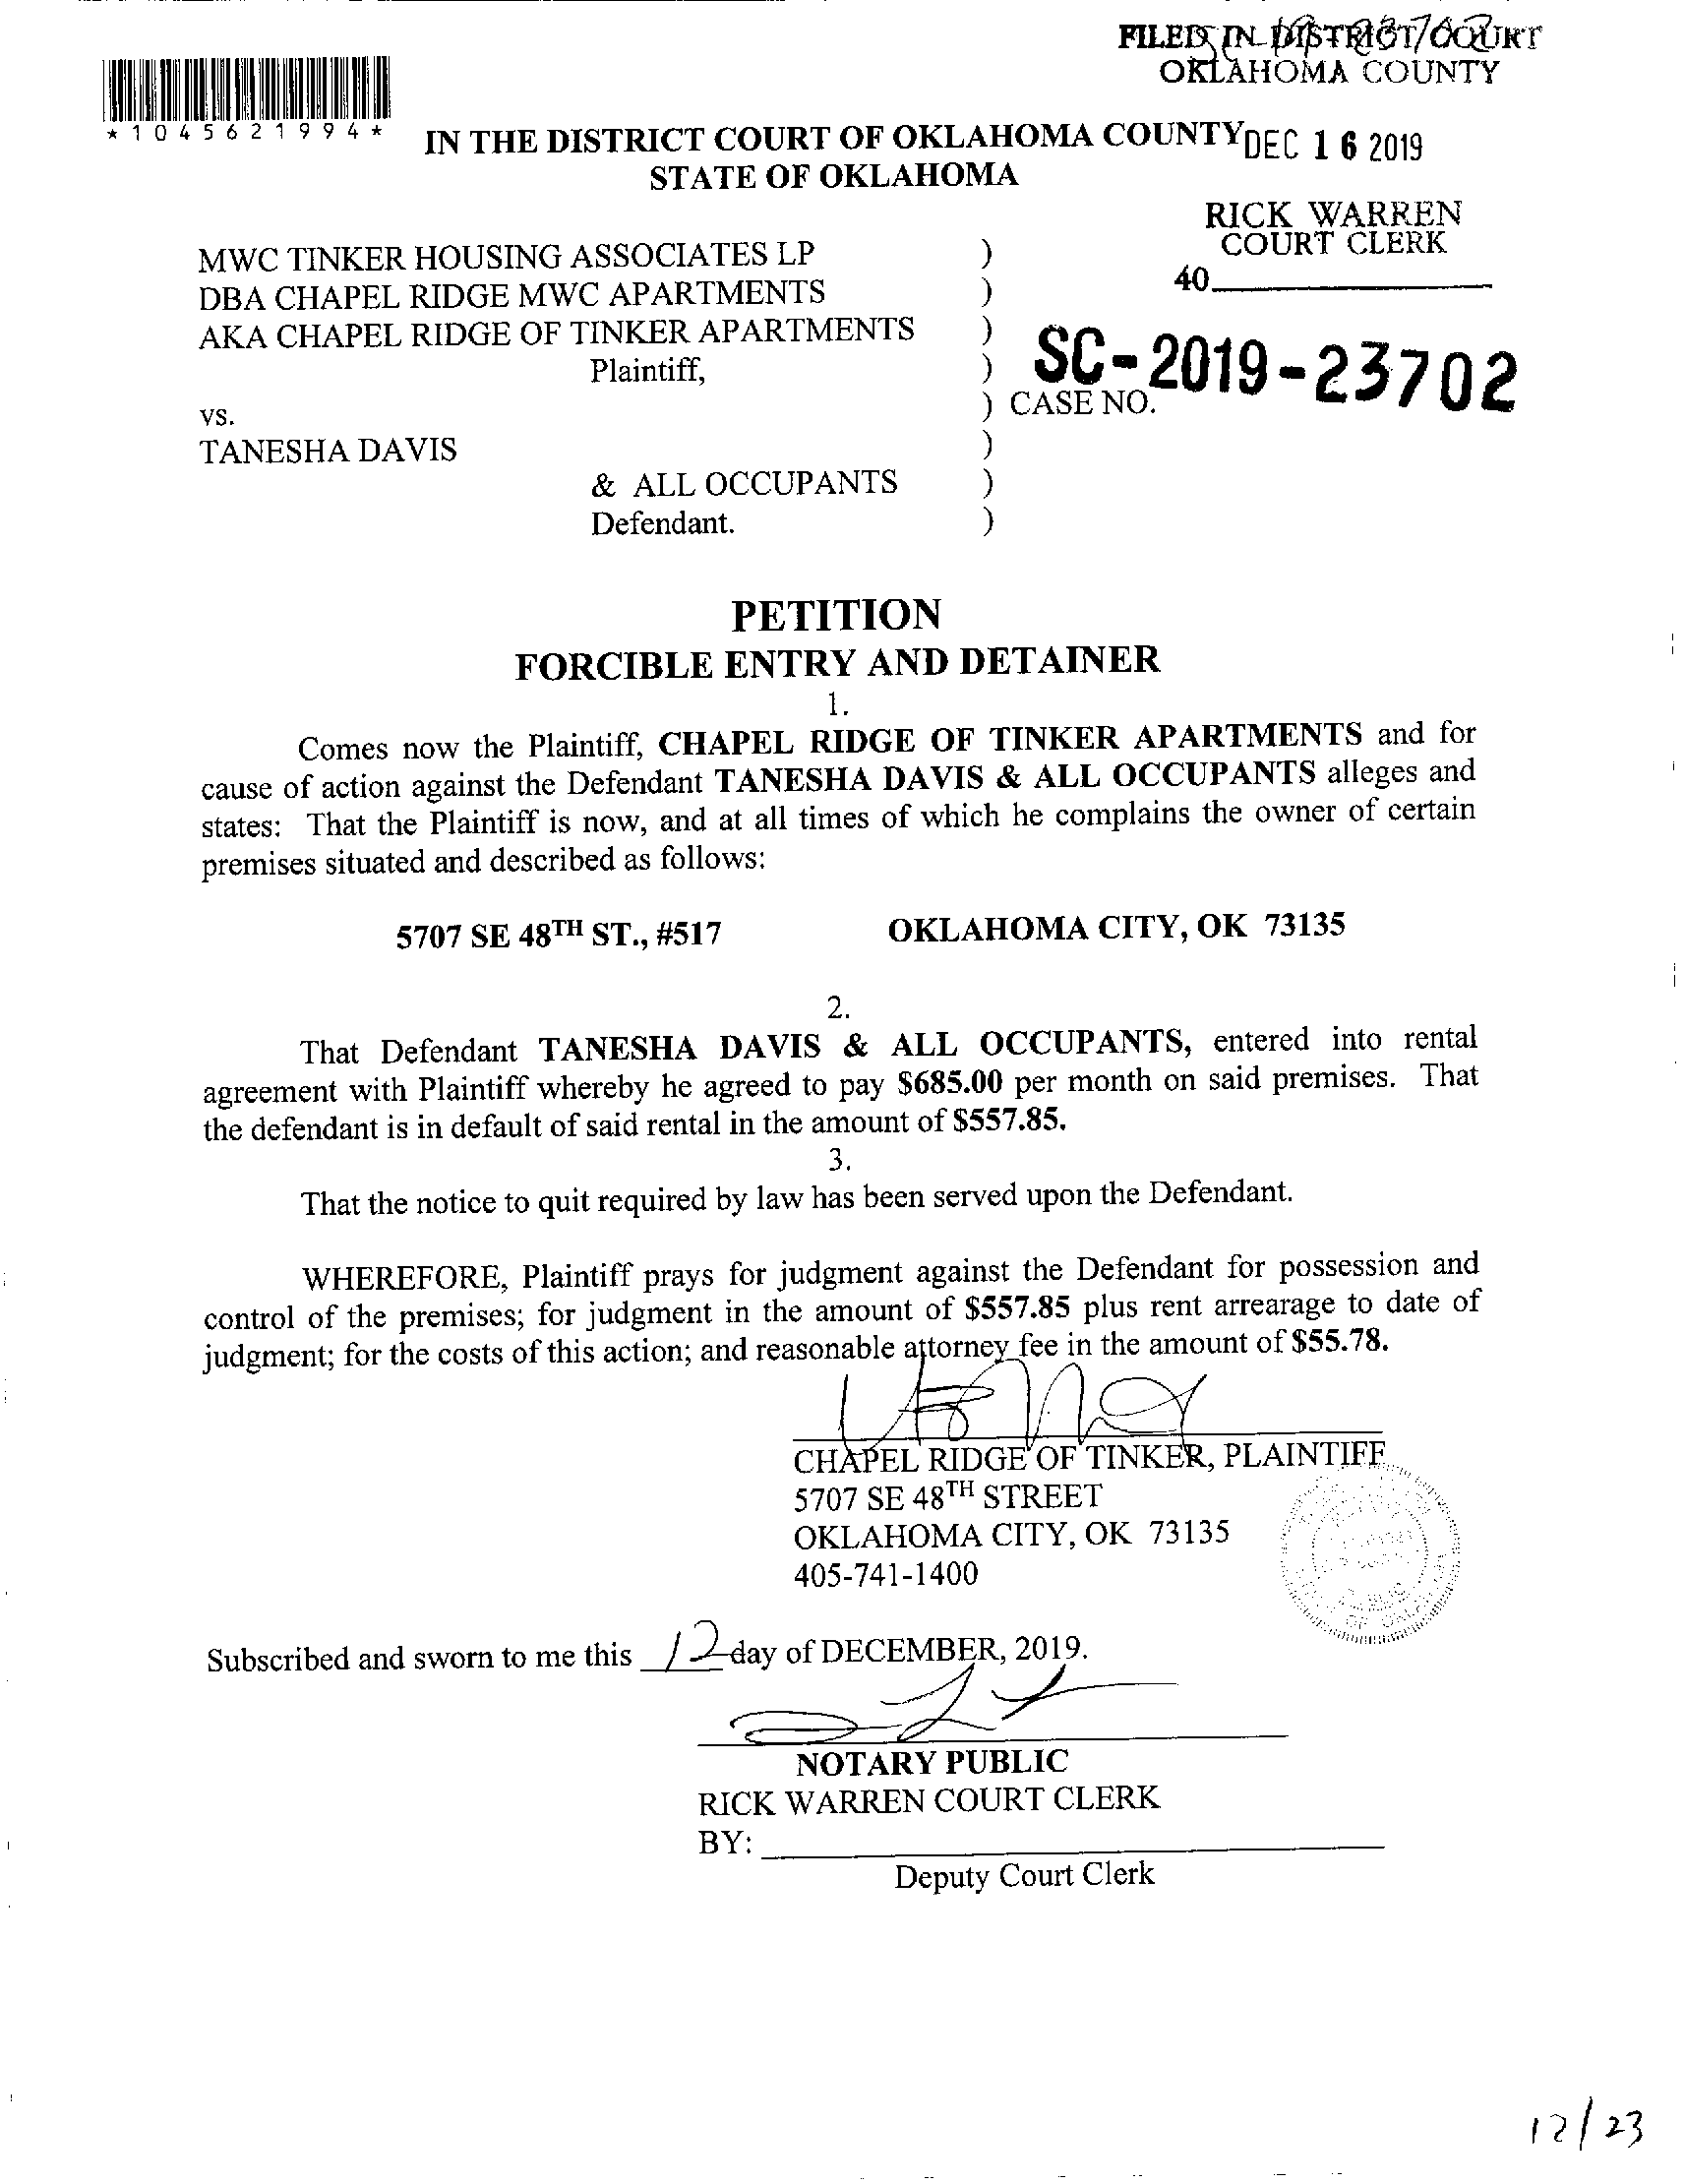 FILED IN DISTRICT COURT
OKLAHOMA COUNTY
*1045621994*
IN THE DISTRICT COURT OF OKLAHOMA COUNTY
DEC 16 2019
STATE OF OKLAHOMA
RICK WARREN
COURT CLERK
40
MWC TINKER HOUSING ASSOCIATES LP )
DBA CHAPEL RIDGE MWC APARTMENTS )
AKA CHAPEL RIDGE OF TINKER APARTMENTS )
Plaintiff, )
SC-2019-23702
vs. ) CASE NO.
TANESHA DAVIS )
& ALL OCCUPANTS )
Defendant. )
PETITION
FORCIBLE ENTRY AND DETAINER
1.
Comes now the Plaintiff, CHAPEL RIDGE OF TINKER APARTMENTS and for
cause of action against the Defendant TANESHA DAVIS & ALL OCCUPANTS alleges and
states: That the Plaintiff is now, and at all times of which he complains the owner of certain
premises situated and described as follows:
5707 SE 48TH ST., #517 OKLAHOMA CITY, OK 73135
2.
That Defendant TANESHA DAVIS & ALL OCCUPANTS, entered into rental
agreement with Plaintiff whereby he agreed to pay $685.00 per month on said premises. That
the defendant is in default of said rental in the amount of $557.85.
3.
That the notice to quit required by law has been served upon the Defendant.
WHEREFORE, Plaintiff prays for judgment against the Defendant for possession and
control of the premises; for judgment in the amount of $557.85 plus rent arrearage to date of
judgment; for the costs of this action; and reasonable attorney fee in the amount of $55.78.
CHAPEL RIDGE OF TINKER, PLAINTIFF
5707 SE 48TH STREET
OKLAHOMA CITY, OK 73135
405-741-1400
Subscribed and sworn to me this 12 day of DECEMBER, 2019.
NOTARY PUBLIC
RICK WARREN COURT CLERK
BY:
Deputy Court Clerk
12/23